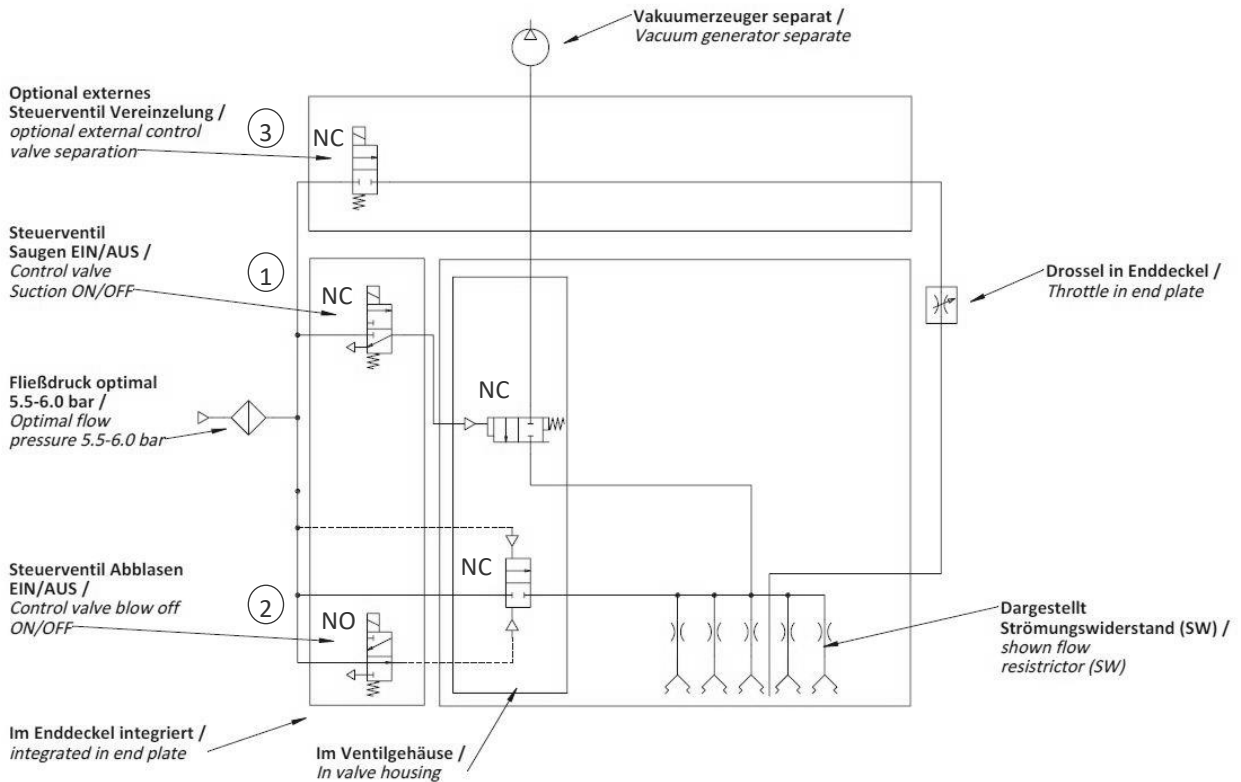 Vakuumerzeuger separat /
Vacuum generator separate
Optional externes
Steuerventil Vereinzelung /
optional external control
valve separation
3
NC
Steuerventil
Saugen EIN/AUS /
Control valve
Suction ON/OFF
1
NC
Drossel in Enddeckel /
Throttle in end plate
Fließdruck optimal
5.5-6.0 bar /
Optimal flow
pressure 5.5-6.0 bar
NC
Steuerventil Abblasen
EIN/AUS /
Control valve blow off
ON/OFF
2
NO
NC
Dargestellt
Strömungswiderstand (SW) /
shown flow
resistrictor (SW)
Im Enddeckel integriert /
integrated in end plate
Im Ventilgehäuse /
In valve housing